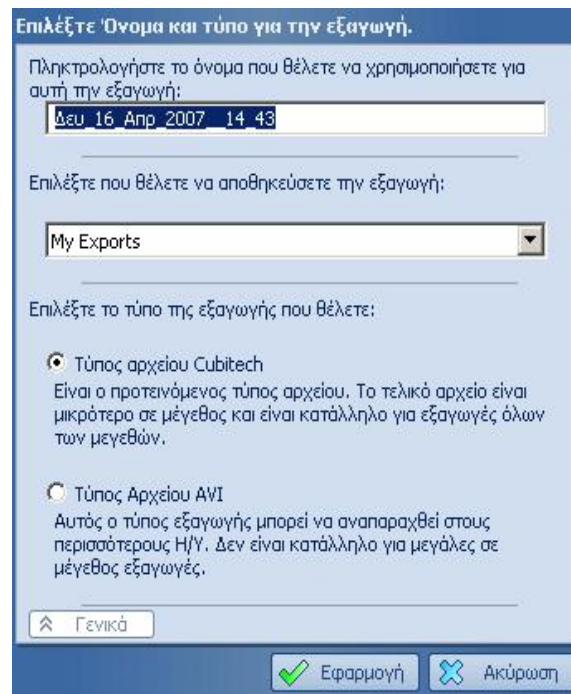 Επιλέξτε Όνομα και τύπο για την εξαγωγή.
Πληκτρολογήστε το όνομα που θέλετε να χρησιμοποιήσετε για
αυτή την εξαγωγή:
Δευ_16_Απρ_2007__14_43
Επιλέξτε που θέλετε να αποθηκεύσετε την εξαγωγή:
My Exports
Επιλέξτε το τύπο της εξαγωγής που θέλετε:
Τύπος αρχείου Cubitech
Είναι ο προτεινόμενος τύπος αρχείου. Το τελικό αρχείο είναι
μικρότερο σε μέγεθος και είναι κατάλληλο για εξαγωγές όλων
των μεγεθών.
Τύπος Αρχείου AVI
Αυτός ο τύπος εξαγωγής μπορεί να αναπαραχθεί στους
περισσότερους Η/Υ. Δεν είναι κατάλληλο για μεγάλες σε
μέγεθος εξαγωγές.
Γενικά
Εφαρμογή
Ακύρωση